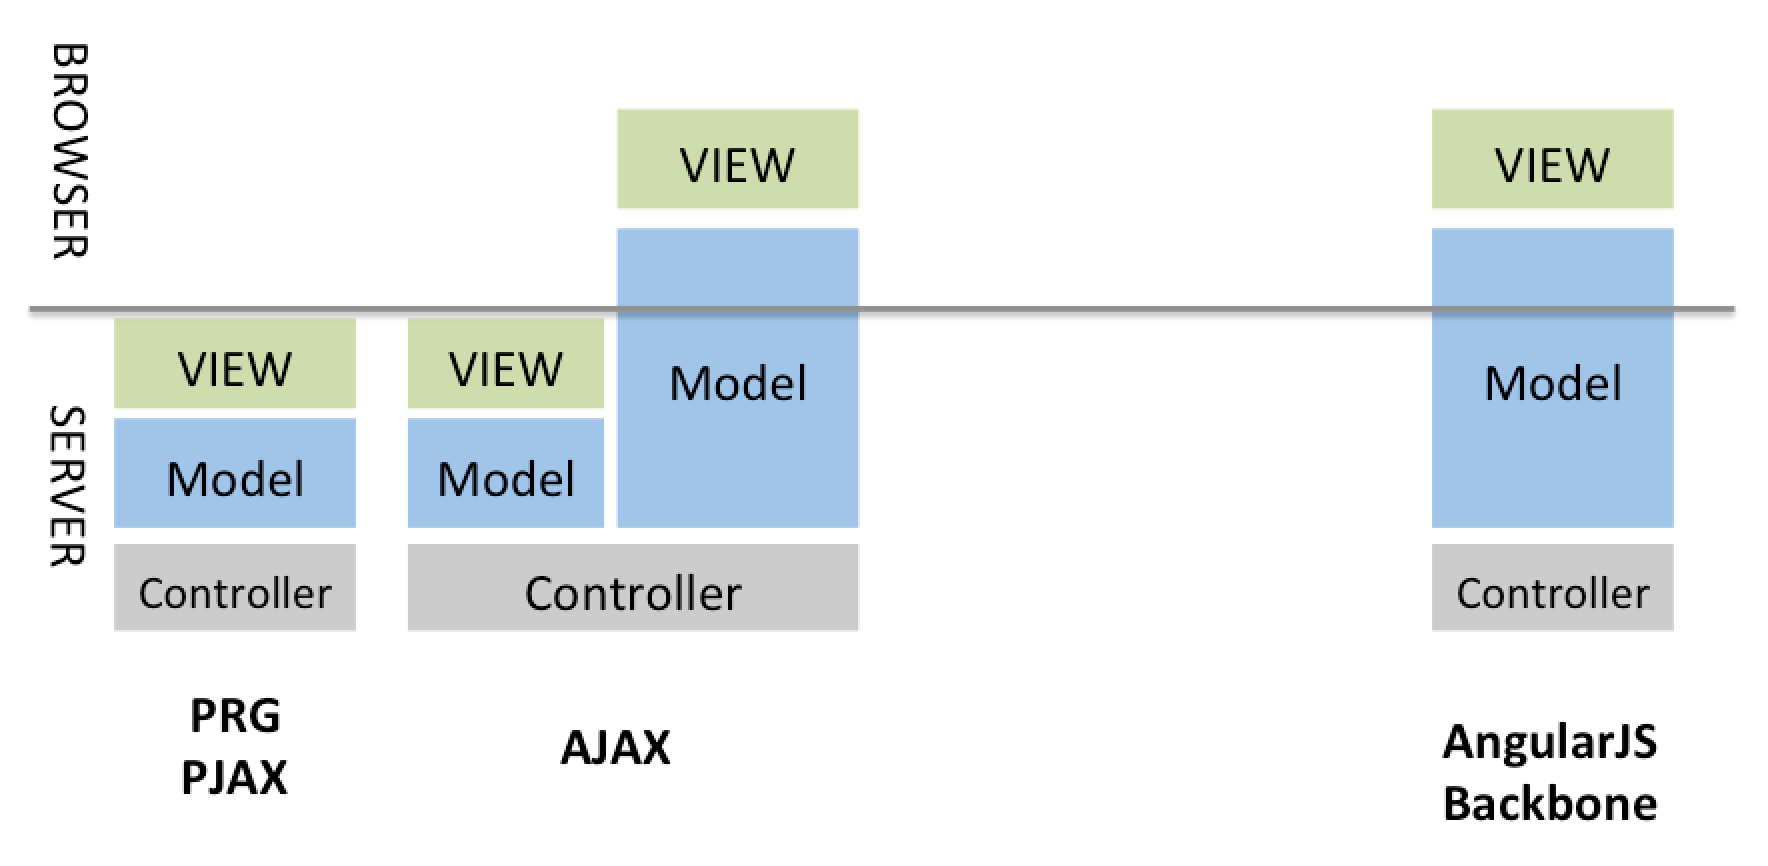 BROWSER
VIEW
VIEW
VIEW
VIEW
Model
Model
SERVER
Model
Model
Controller
Controller
Controller
PRG
PJAX
AJAX
AngularJS
Backbone